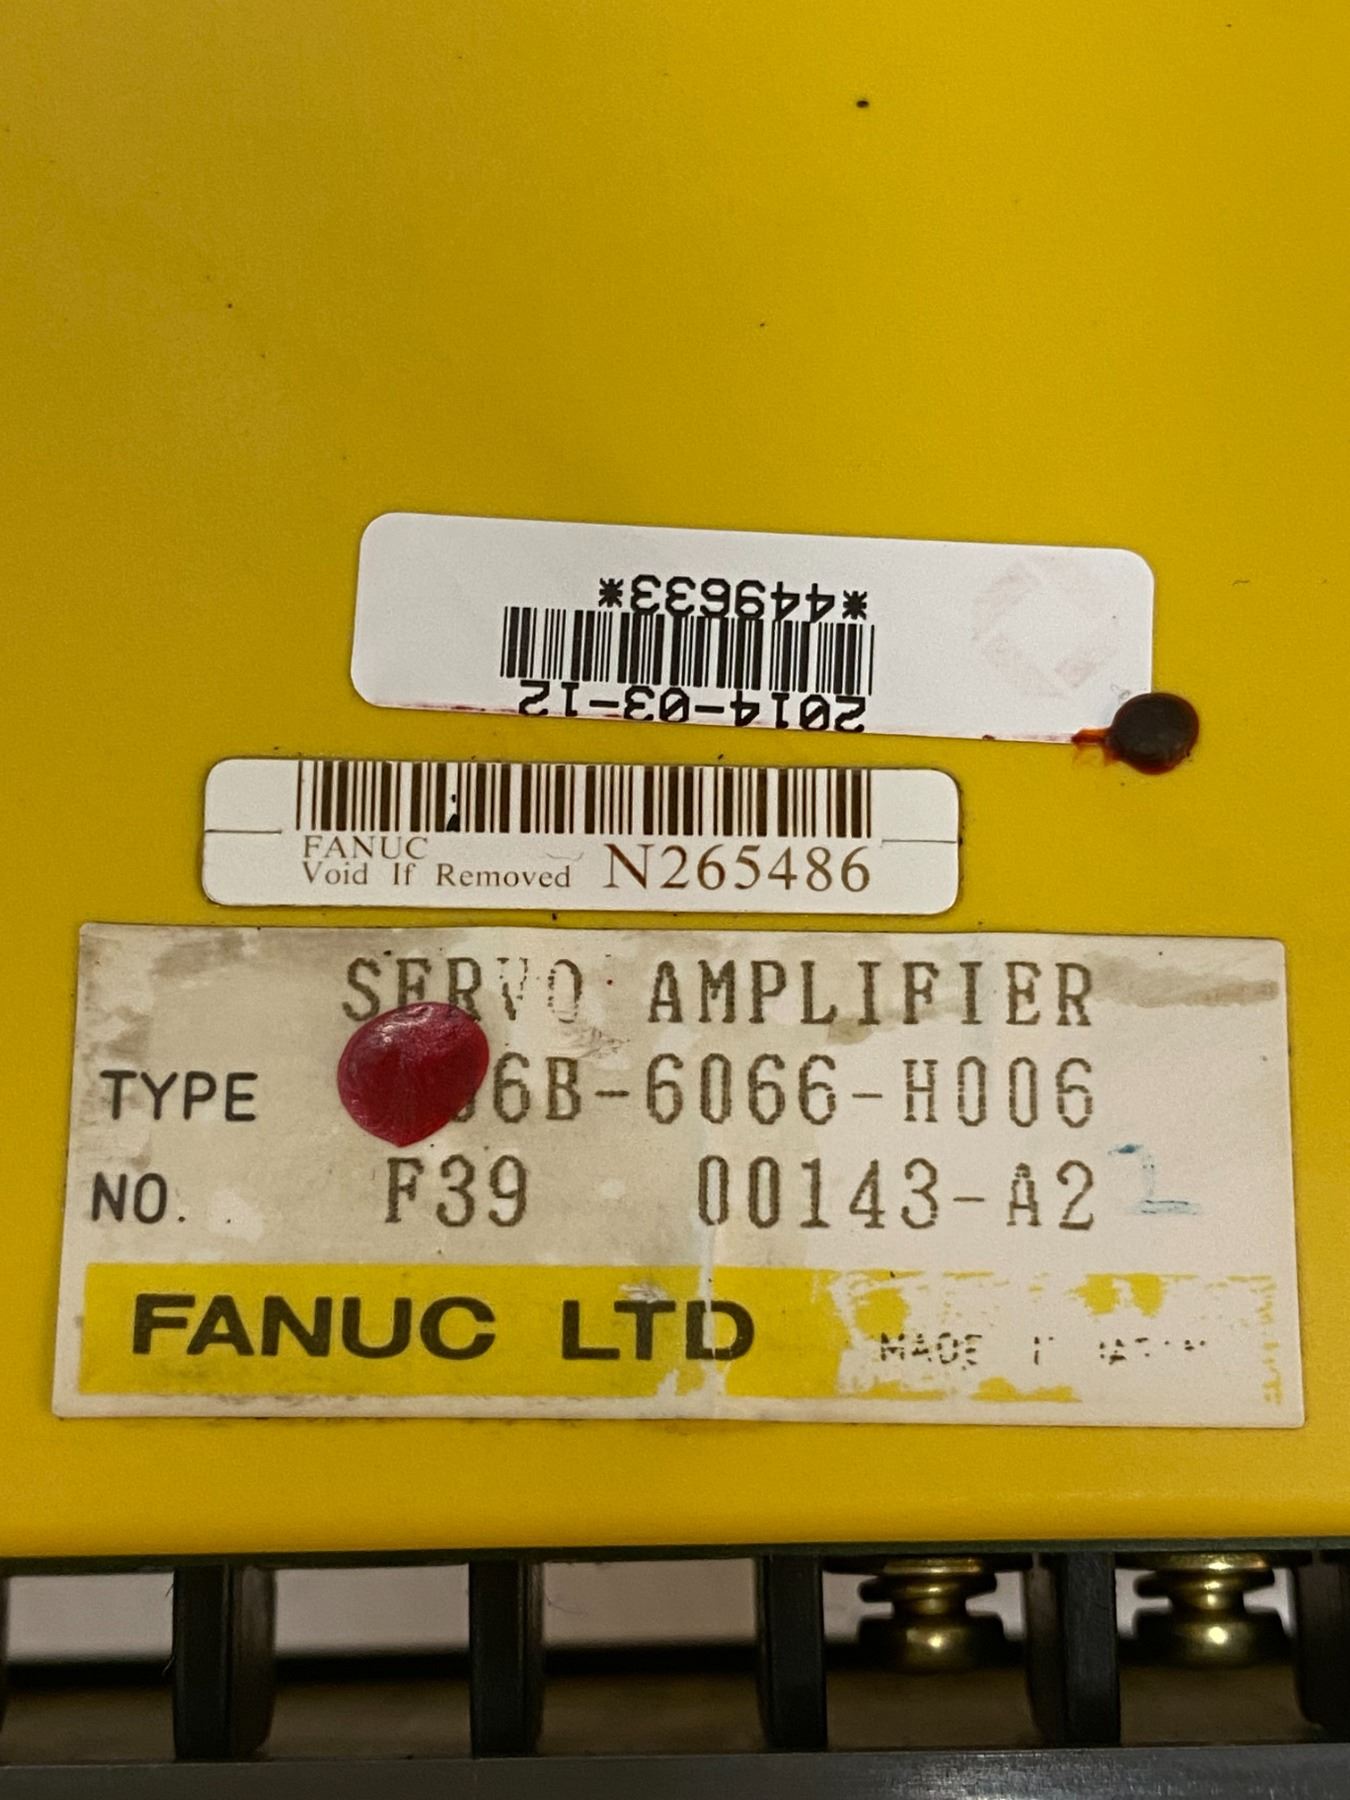 *449633*
2014-03-12
FANUC
Void If Removed N265486
SERVO AMPLIFIER
TYPE 6B-6066-H006
NO. F39 00143-A2
FANUC LTD MADE